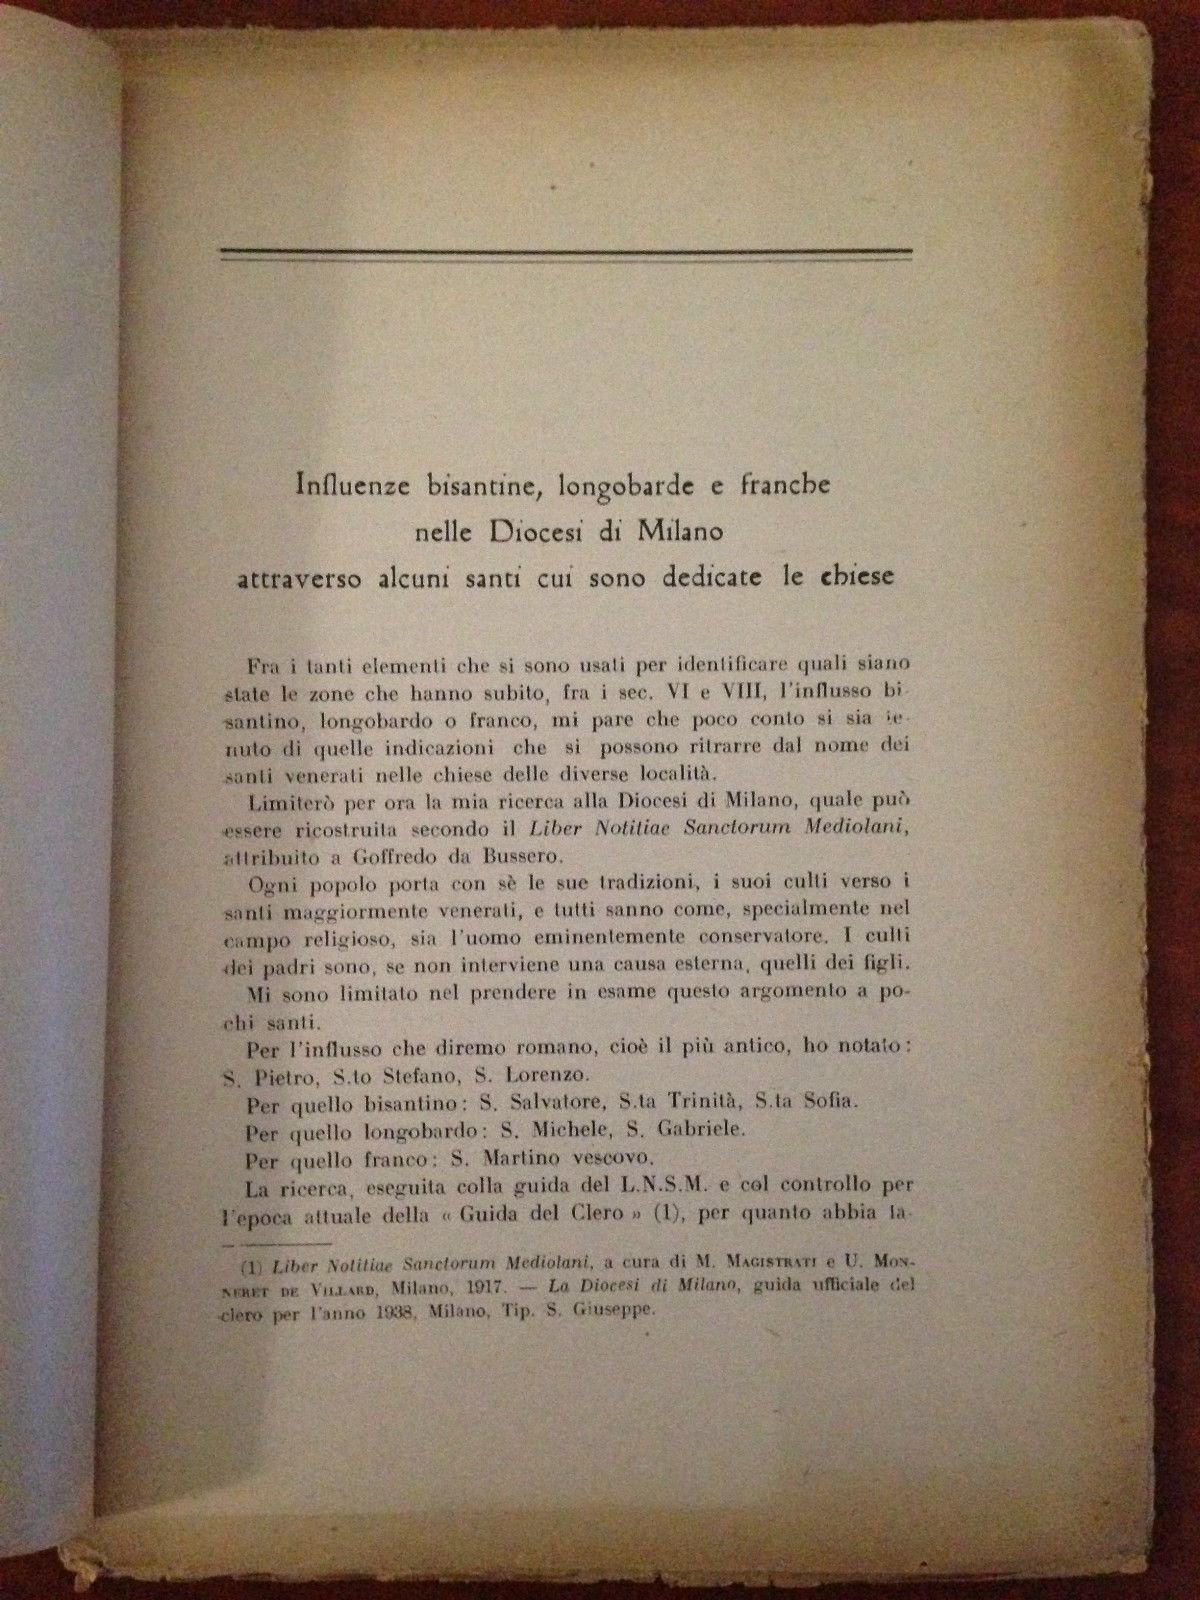 Influenze bisantine, longobarde e franche
nelle Diocesi di Milano
attraverso alcuni santi cui sono dedicate le chiese
Fra i tanti elementi che si sono usati per identificare quali siano
state le zone che hanno subito, fra i sec. VI e VIII, l'influsso bi-
santino, longobardo o franco, mi pare che poco conto si sia te-
nuto di quelle indicazioni che si possono ritrarre dal nome dei
santi venerati nelle chiese delle diverse località.
Limiterò per ora la mia ricerca alla Diocesi di Milano, quale può
essere ricostruita secondo il Liber Notitiae Sanctorum Mediolani,
attribuito a Goffredo da Bussero.
Ogni popolo porta con sè le sue tradizioni, i suoi culti verso i
santi maggiormente venerati, e tutti sanno come, specialmente nel
campo religioso, sia l'uomo eminentemente conservatore. I culti
dei padri sono, se non interviene una causa esterna, quelli dei figli.
Mi sono limitato nel prendere in esame questo argomento a po-
chi santi.
Per l'influsso che diremo romano, cioè il più antico, ho notato:
S. Pietro, S.to Stefano, S. Lorenzo.
Per quello bisantino: S. Salvatore, S.ta Trinità, S.ta Sofia.
Per quello longobardo: S. Michele, S. Gabriele.
Per quello franco: S. Martino vescovo.
La ricerca, eseguita colla guida del L.N.S.M. e col controllo per
l'epoca attuale della « Guida del Clero » (1), per quanto abbia la-
(1) Liber Notitiae Sanctorum Mediolani, a cura di M. MAGISTRATI e U. MON-
NERET DE VILLARD, Milano, 1917. — La Diocesi di Milano, guida ufficiale del
clero per l'anno 1938, Milano, Tip. S. Giuseppe.